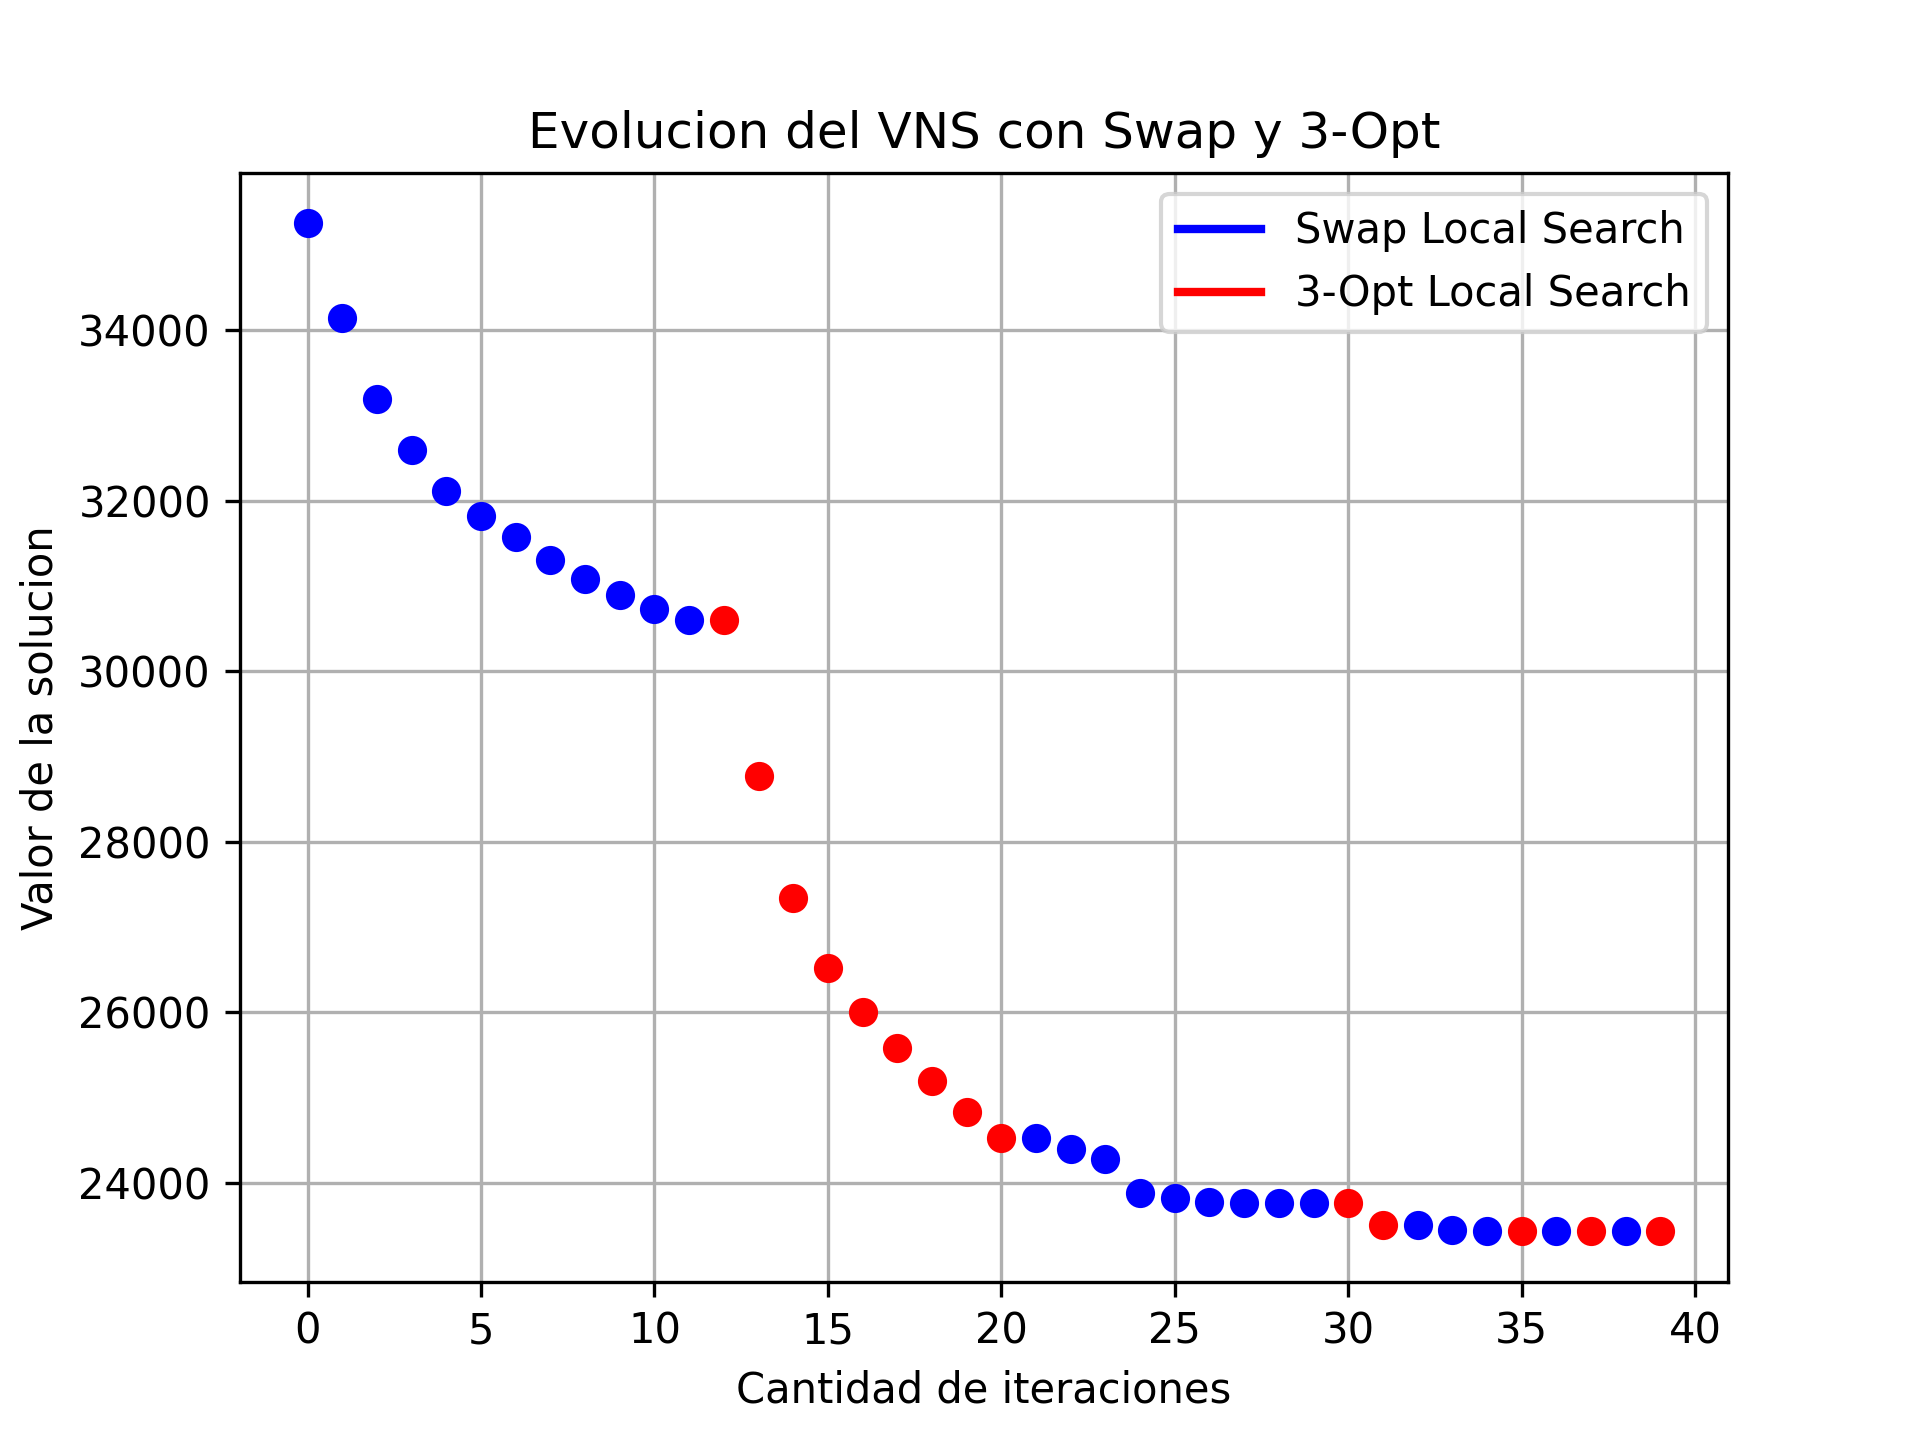 Evolucion del VNS con Swap y 3-Opt
Swap Local Search
3-Opt Local Search
Valor de la solucion
34000
32000
30000
28000
26000
24000
0 5 10 15 20 25 30 35 40
Cantidad de iteraciones